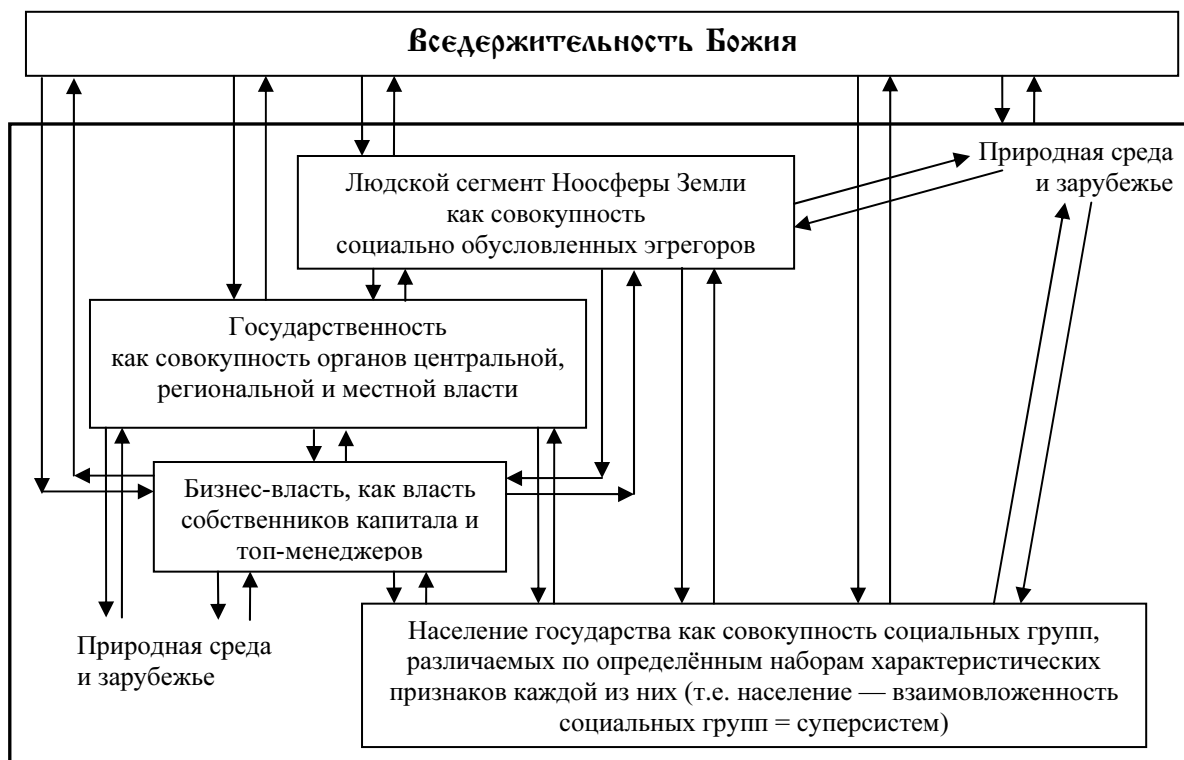 Вседержительность Божия
Природная среда
и зарубежье
Людской сегмент Ноосферы Земли
как совокупность
социально обусловленных эгрегоров
Государственность
как совокупность органов центральной,
региональной и местной власти
Бизнес-власть, как власть
собственников капитала и
топ-менеджеров
Природная среда
и зарубежье
Население государства как совокупность социальных групп,
различаемых по определённым наборам характеристических
признаков каждой из них (т.е. население — взаимовложенность
социальных групп = суперсистем)